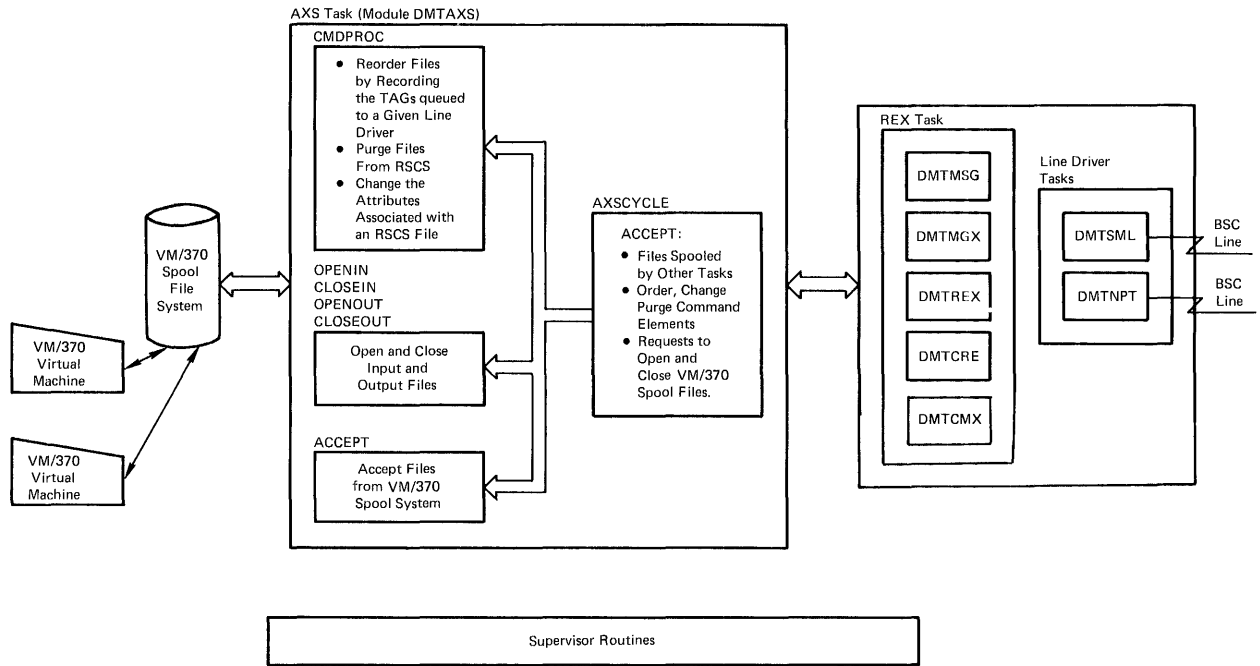 AXS Task (Module DMTAXS)
CMDPROC
● Reorder Files
by Recording
the TAGs queued
to a Given Line
Driver
● Purge Files
From RSCS
● Change the
Attributes
Associated with
an RSCS File
OPENIN
CLOSEIN
OPENOUT
CLOSEOUT
Open and Close
Input and
Output Files
ACCEPT
Accept Files
from VM/370
Spool System
AXSCYCLE
ACCEPT:
● Files Spooled
by Other Tasks
● Order, Change
Purge Command
Elements
● Requests to
Open and
Close VM/370
Spool Files.
VM/370
Spool
File
System
VM/370
Virtual
Machine
VM/370
Virtual
Machine
REX Task
DMTMSG
DMTMGX
DMTREX
DMTCRE
DMTCMX
Line Driver
Tasks
DMTSML
DMTNPT
BSC
Line
BSC
Line
Supervisor Routines